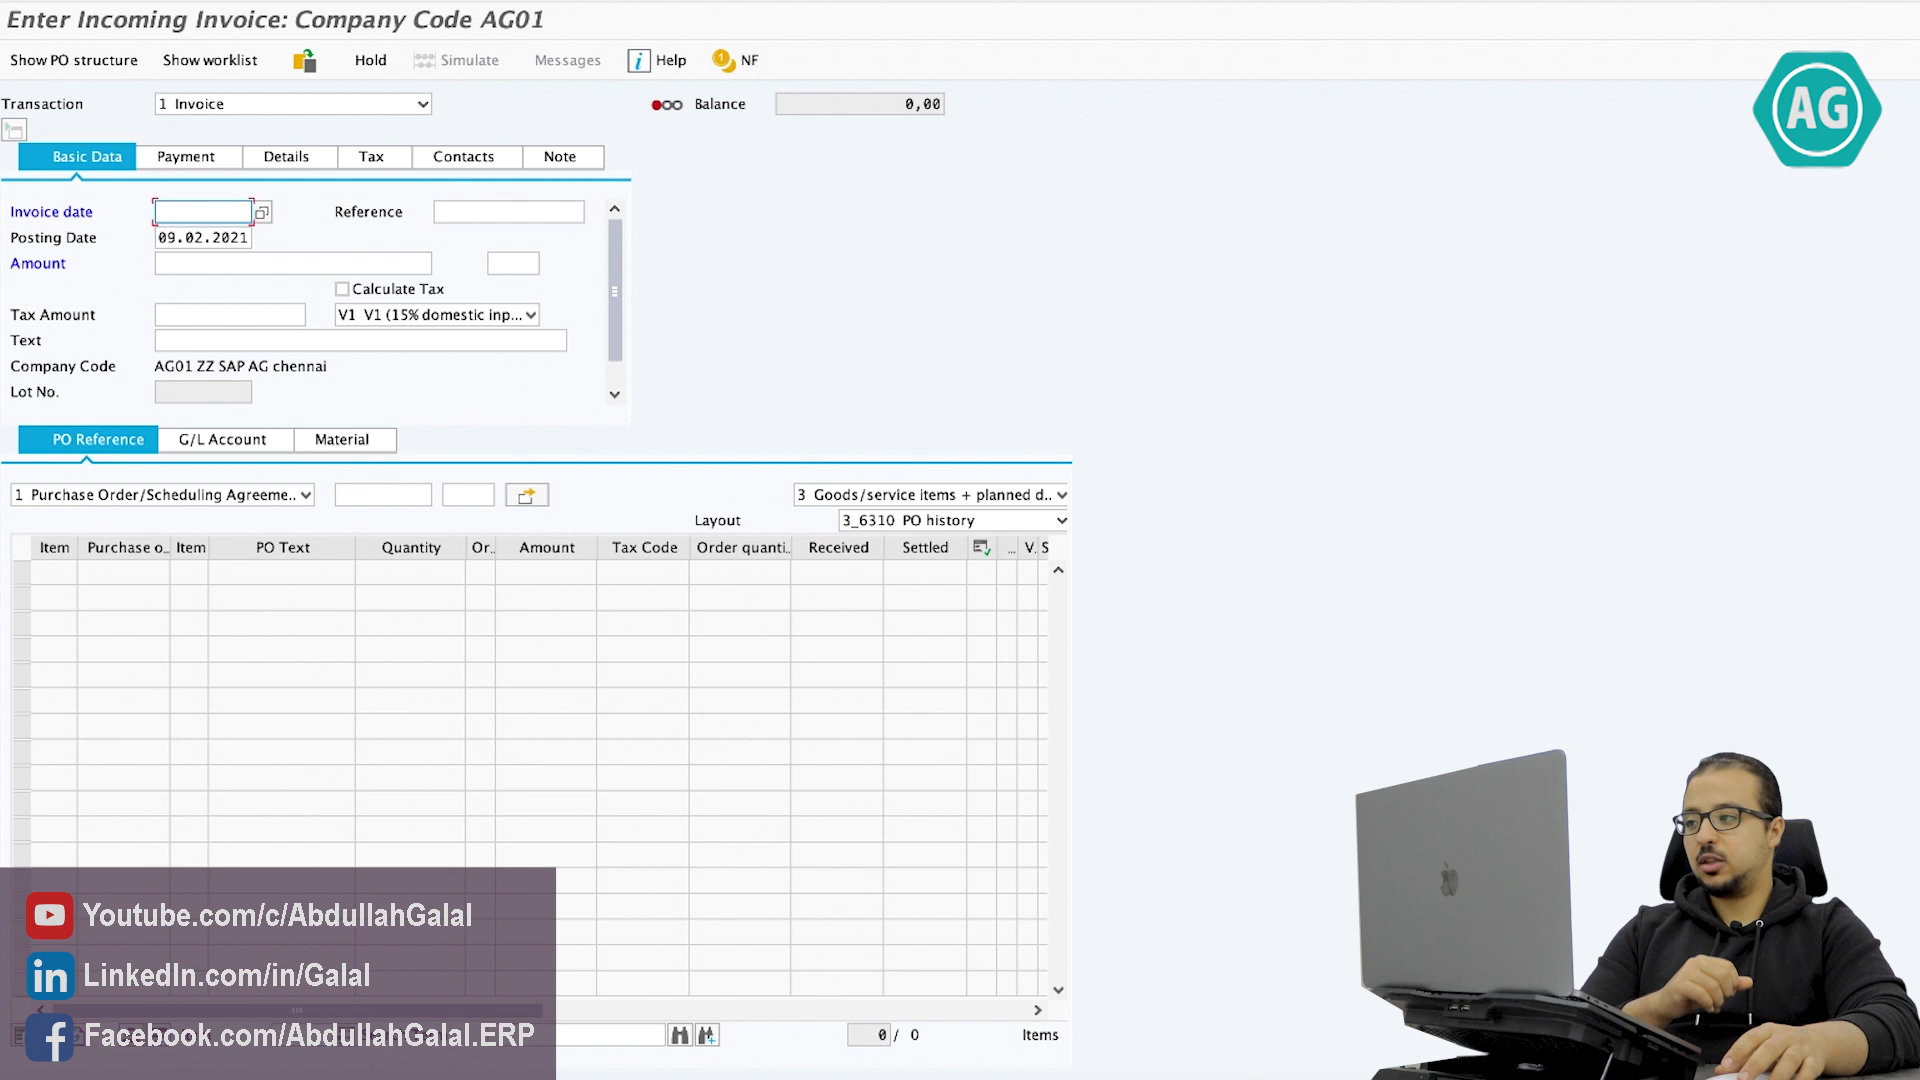 Enter Incoming Invoice: Company Code AG01
Show PO structure Show worklist Hold Simulate Messages Help NF
Transaction 1 Invoice Balance 0,00
AG
Basic Data Payment Details Tax Contacts Note
Invoice date Reference
Posting Date 09.02.2021
Amount
Calculate Tax
Tax Amount V1 V1 (15% domestic inp...
Text
Company Code AG01 ZZ SAP AG chennai
Lot No.
PO Reference G/L Account Material
1 Purchase Order/Scheduling Agreeme.. 3 Goods/service items + planned d..
Layout 3_6310 PO history
Item Purchase o.. Item PO Text Quantity Or.. Amount Tax Code Order quanti.. Received Settled ... V. S
Youtube.com/c/AbdullahGalal
LinkedIn.com/in/Galal
Facebook.com/AbdullahGalal.ERP
0 / 0 Items